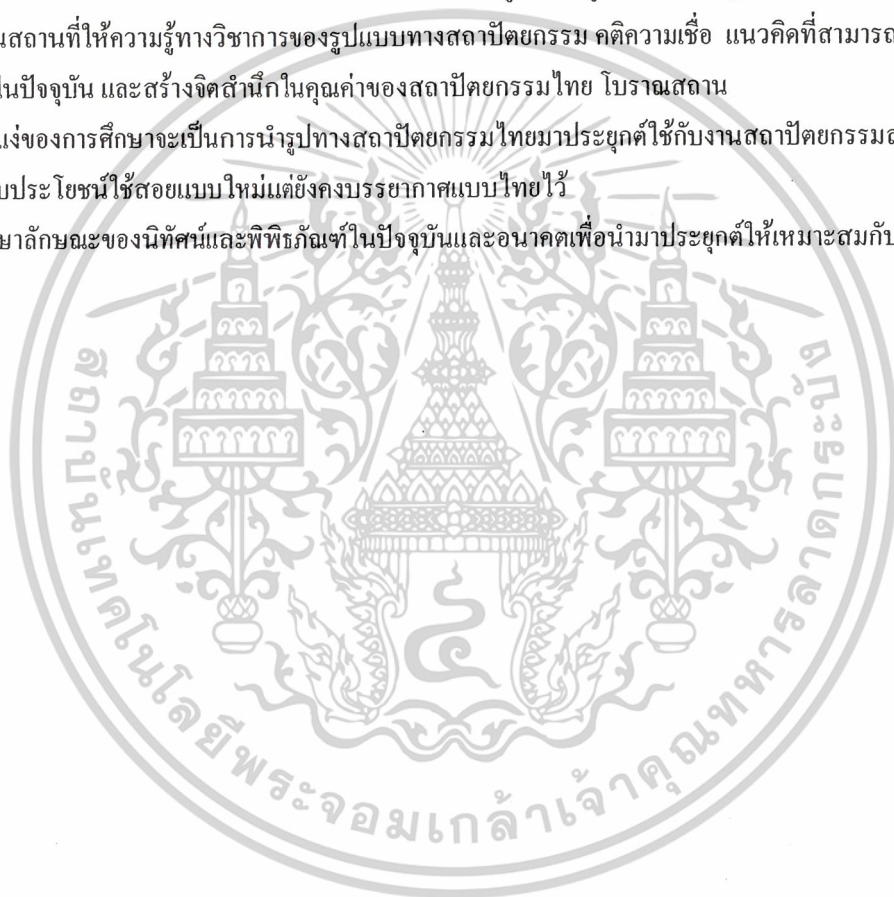 นสถานที่ให้ความรู้ทางวิชาการของรูปแบบทางสถาปัตยกรรม คติความเชื่อ แนวคิดที่สามารถ
ในปัจจุบัน และสร้างจิตสำนึกในคุณค่าของสถาปัตยกรรมไทย โบราณสถาน
แง่ของการศึกษาจะเป็นการนำรูปทางสถาปัตยกรรมไทยมาประยุกต์ใช้กับงานสถาปัตยกรรมส
บประโยชน์ใช้สอยแบบใหม่แต่ยังคงบรรยากาศแบบไทยไว้
ษาลักษณะของนิทัศน์และพิพิธภัณฑ์ในปัจจุบันและอนาคตเพื่อนำมาประยุกต์ให้เหมาะสมกับ
สถาบันเทคโนโลยีพระจอมเกล้าเจ้าคุณทหารลาดกระบัง